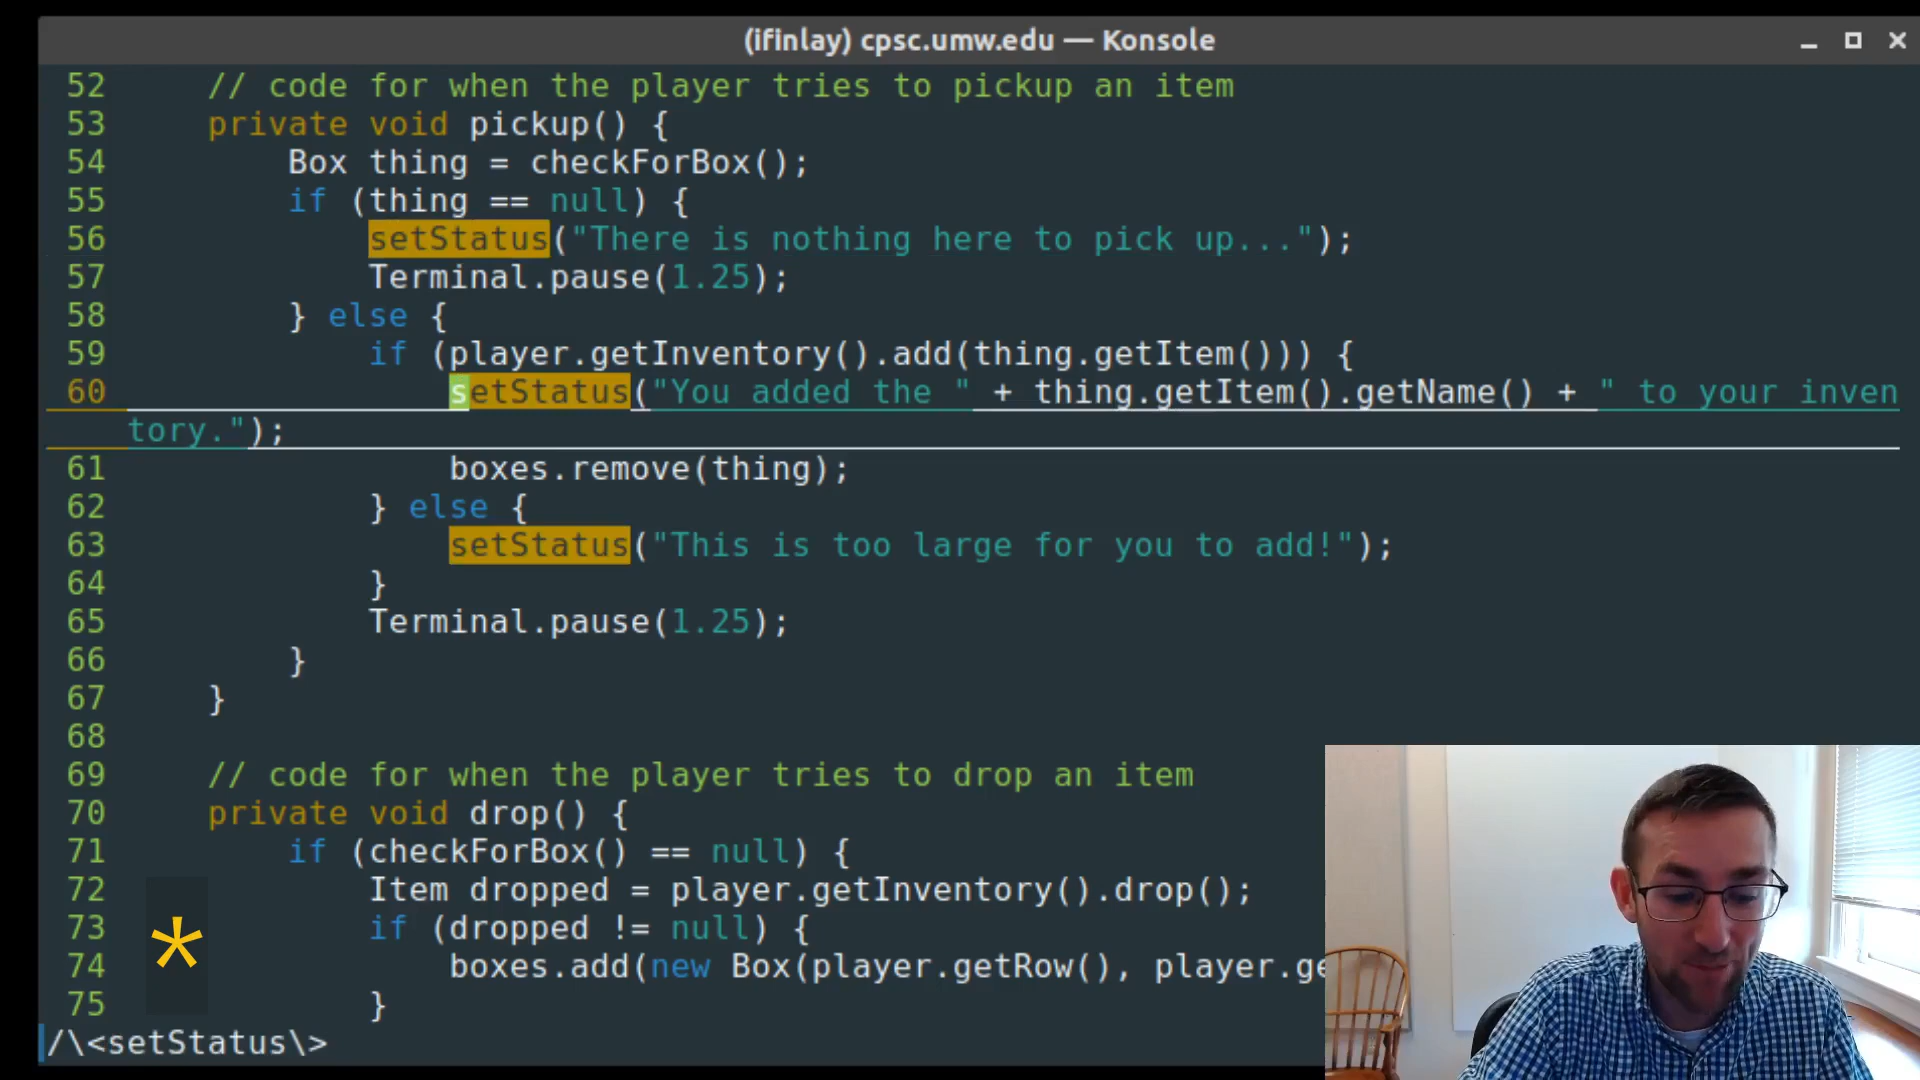 (ifinlay) cpsc.umw.edu — Konsole
52 // code for when the player tries to pickup an item
53 private void pickup() {
54 Box thing = checkForBox();
55 if (thing == null) {
56 setStatus("There is nothing here to pick up...");
57 Terminal.pause(1.25);
58 } else {
59 if (player.getInventory().add(thing.getItem())) {
60 setStatus("You added the " + thing.getItem().getName() + " to your inven
tory.");
61 boxes.remove(thing);
62 } else {
63 setStatus("This is too large for you to add!");
64 }
65 Terminal.pause(1.25);
66 }
67 }
68
69 // code for when the player tries to drop an item
70 private void drop() {
71 if (checkForBox() == null) {
72 Item dropped = player.getInventory().drop();
73 if (dropped != null) {
74 boxes.add(new Box(player.getRow(), player.ge
75 }
*
/\<setStatus\>